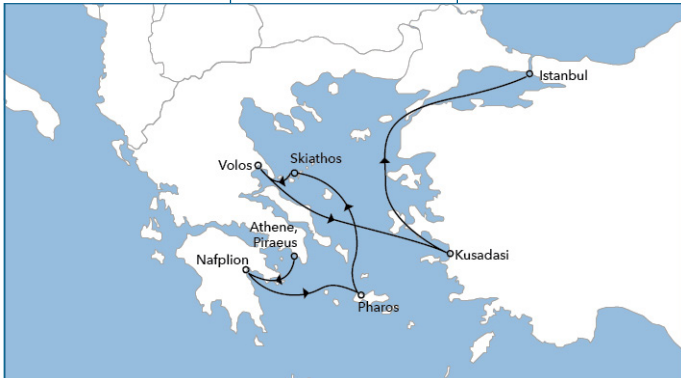 Istanbul
Skiathos
Volos
Athene,
Piraeus
Nafplion
Kusadasi
Pharos